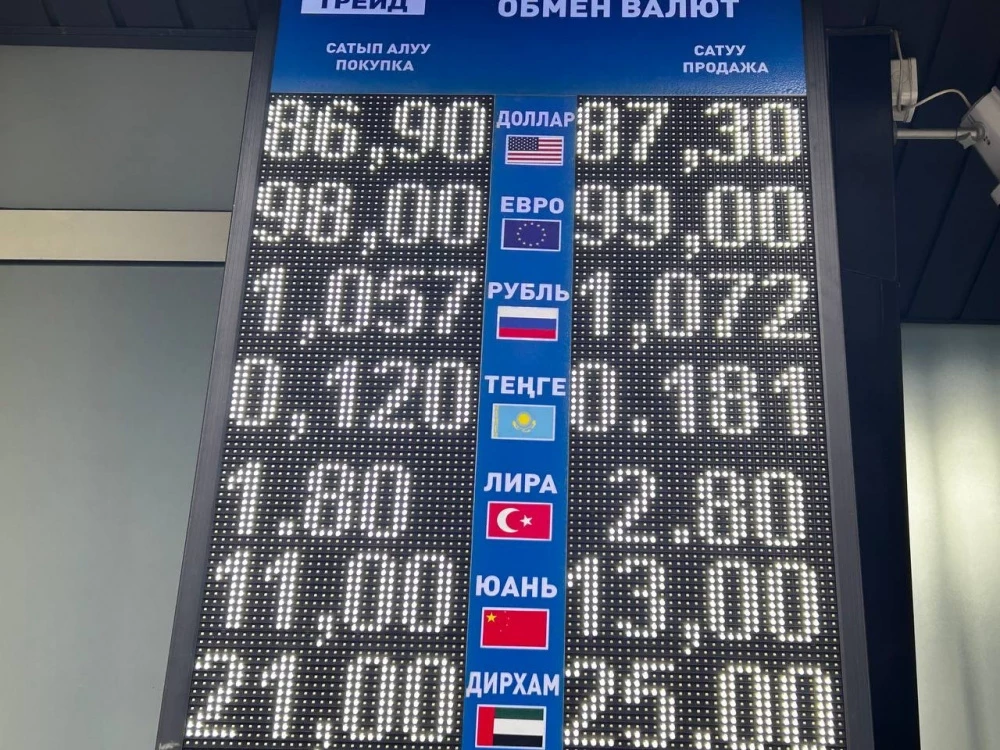 ТРЕЙД
ОБМЕН ВАЛЮТ
САТЫП АЛУУ
ПОКУПКА
САТУУ
ПРОДАЖА
86,90 ДОЛЛАР 87,30
98,00 ЕВРО 99,00
1,057 РУБЛЬ 1,072
0,120 ТЕҢГЕ 0.181
1.80 ЛИРА 2.80
11,00 ЮАНЬ 13,00
21,00 ДИРХАМ 25,00